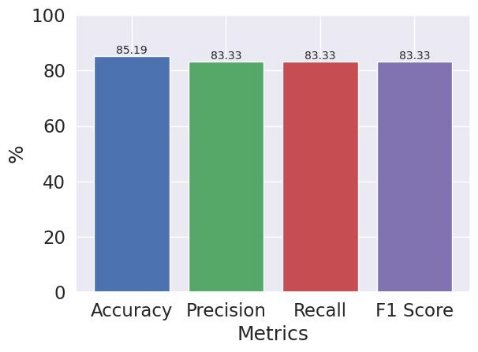 100
80
60
40
20
0
%
85.19
83.33
83.33
83.33
Accuracy
Precision
Recall
F1 Score
Metrics